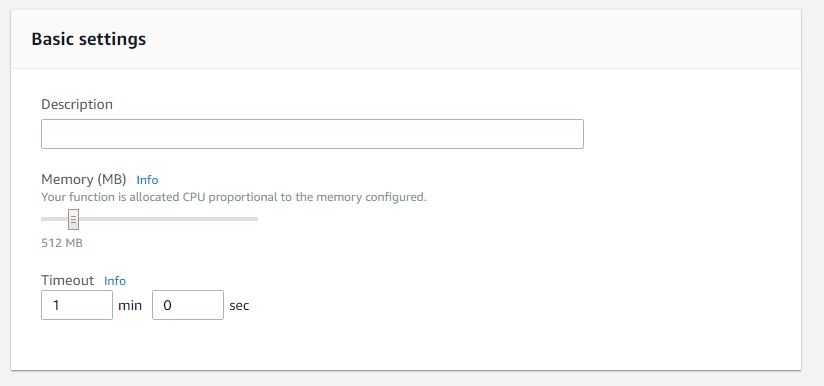 Basic settings
Description
Memory (MB) Info
Your function is allocated CPU proportional to the memory configured.
512 MB
Timeout Info
1 min 0 sec